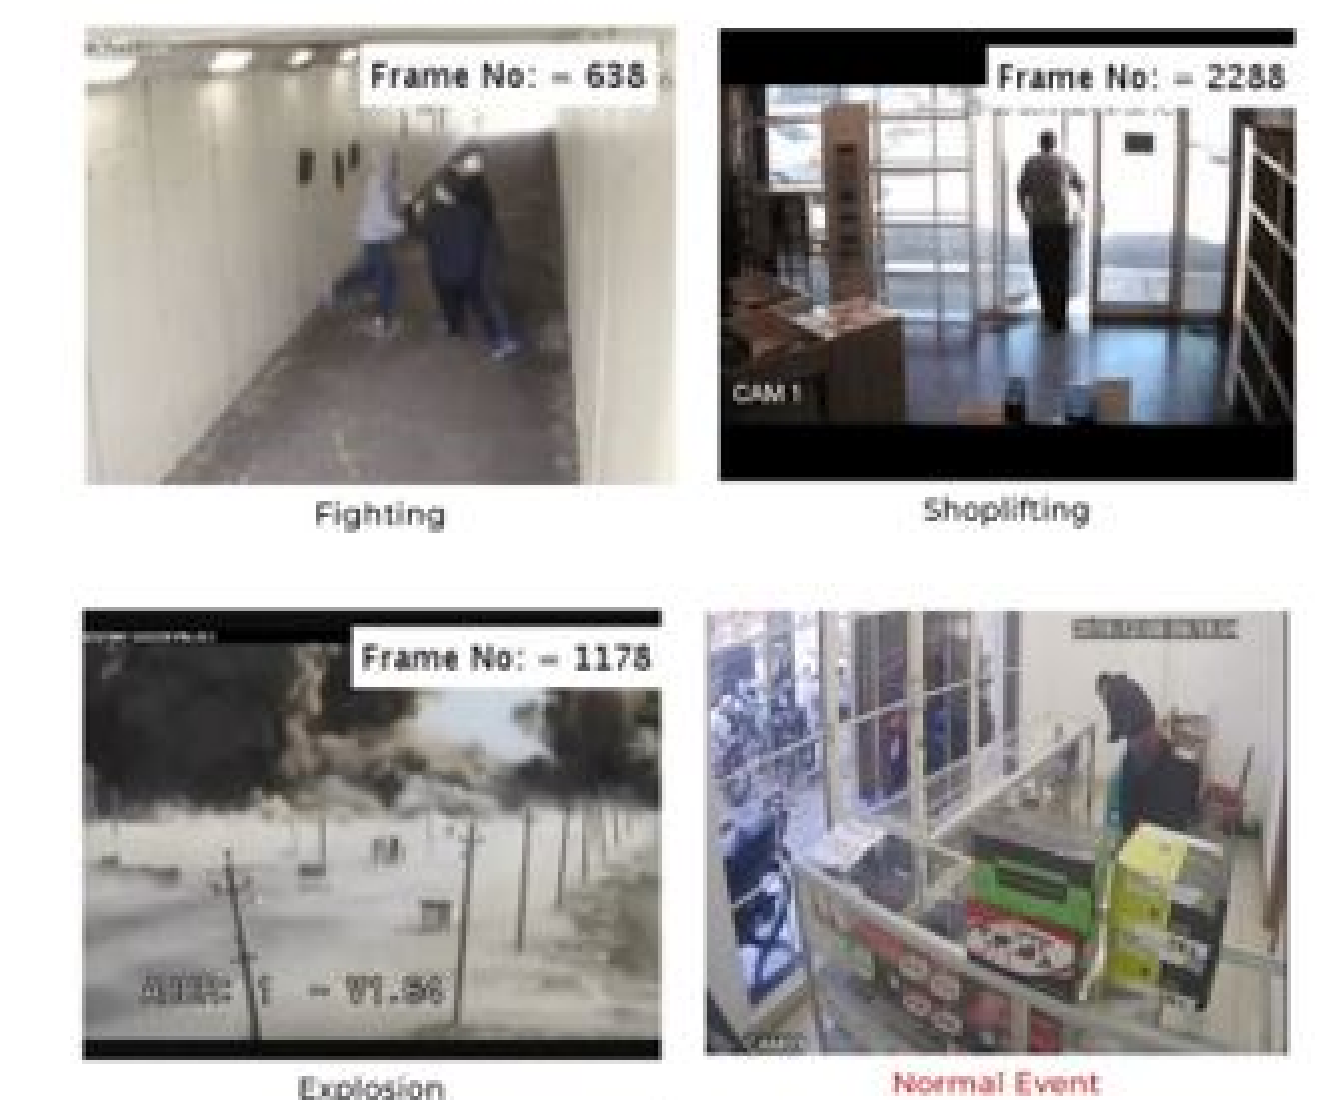 Frame No: - 638
Frame No: - 2288
CAM 1
Fighting
Shoplifting
Frame No: - 1178
Explosion
Normal Event